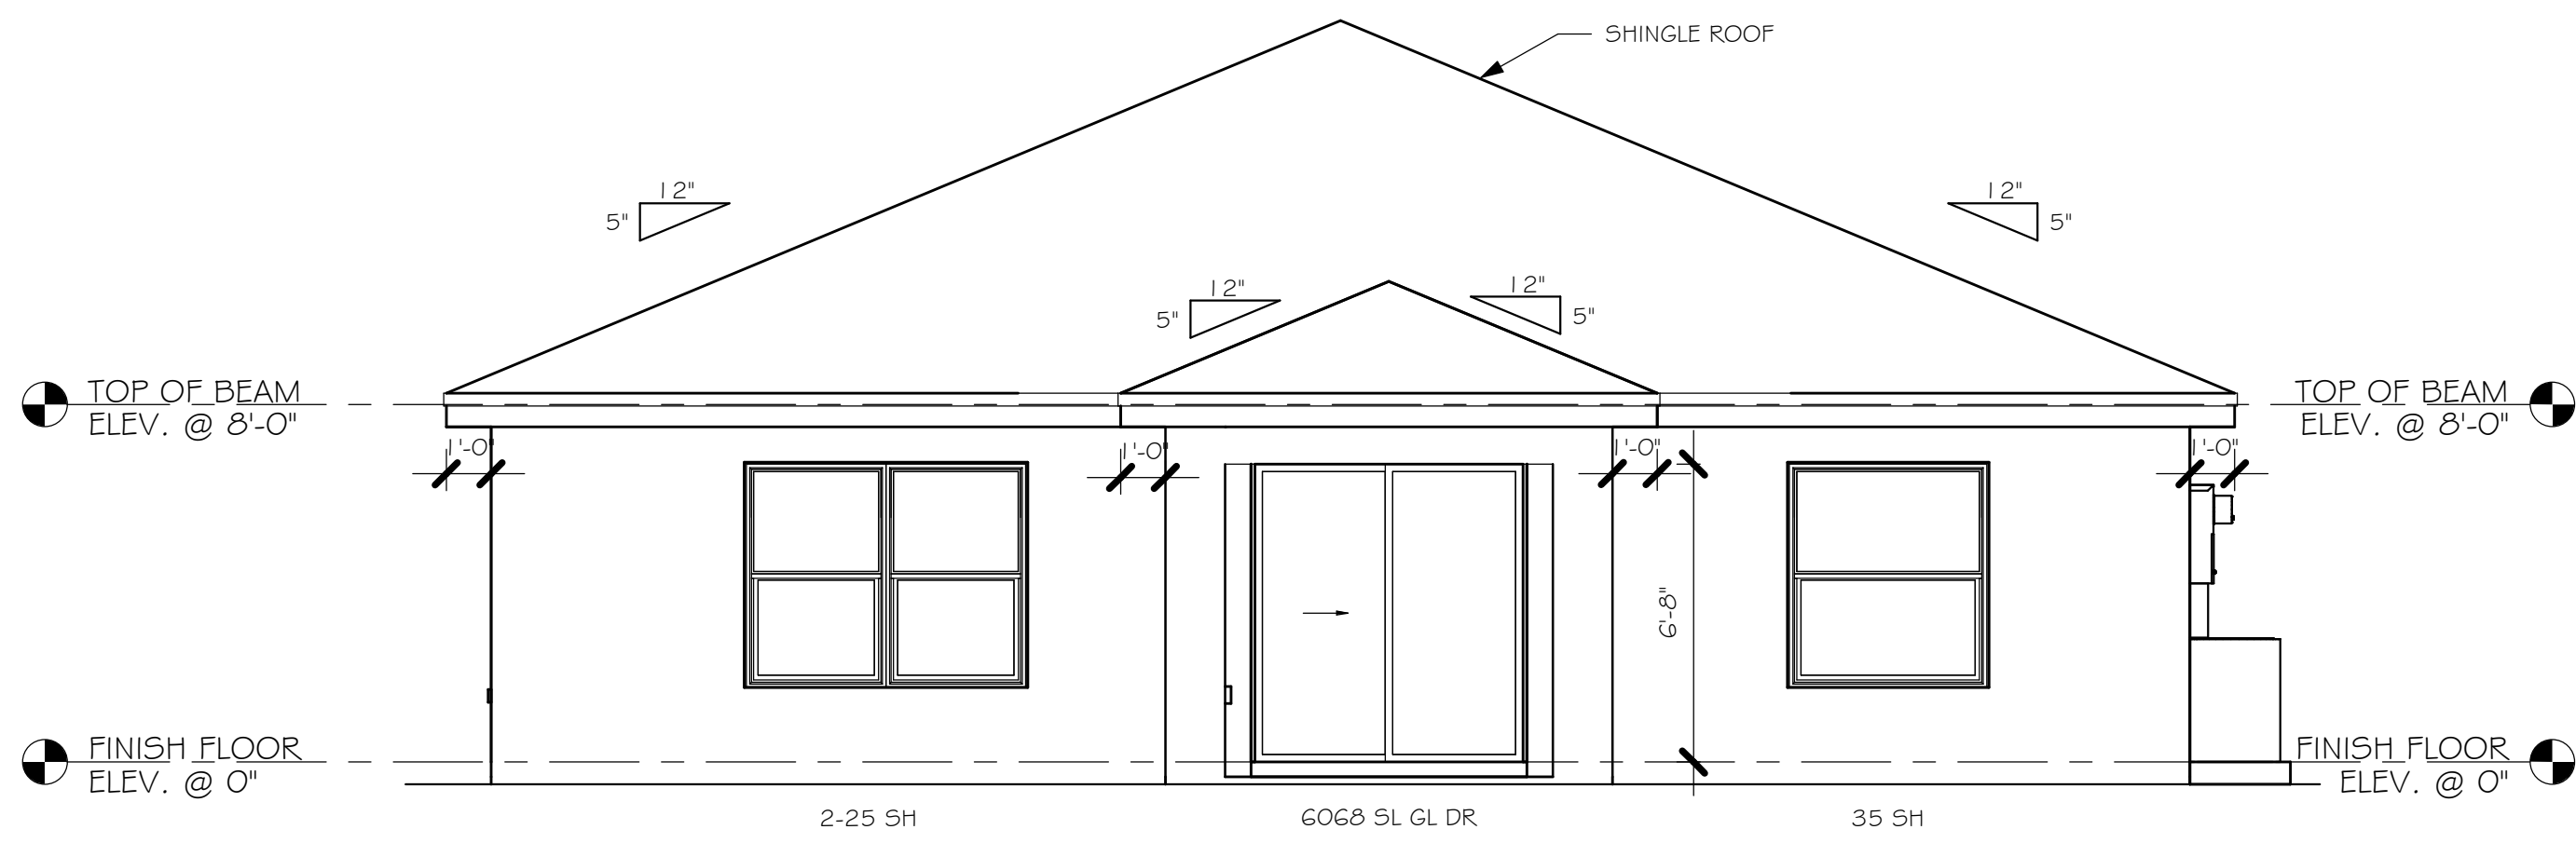 SHINGLE ROOF
12"
5"
12"
5"
12"
5"
12"
5"
TOP OF BEAM
ELEV. @ 8'-0"
TOP OF BEAM
ELEV. @ 8'-0"
1'-0"
1'-0"
1'-0"
1'-0"
6'-8"
FINISH FLOOR
ELEV. @ 0"
FINISH FLOOR
ELEV. @ 0"
2-25 SH
6068 SL GL DR
35 SH